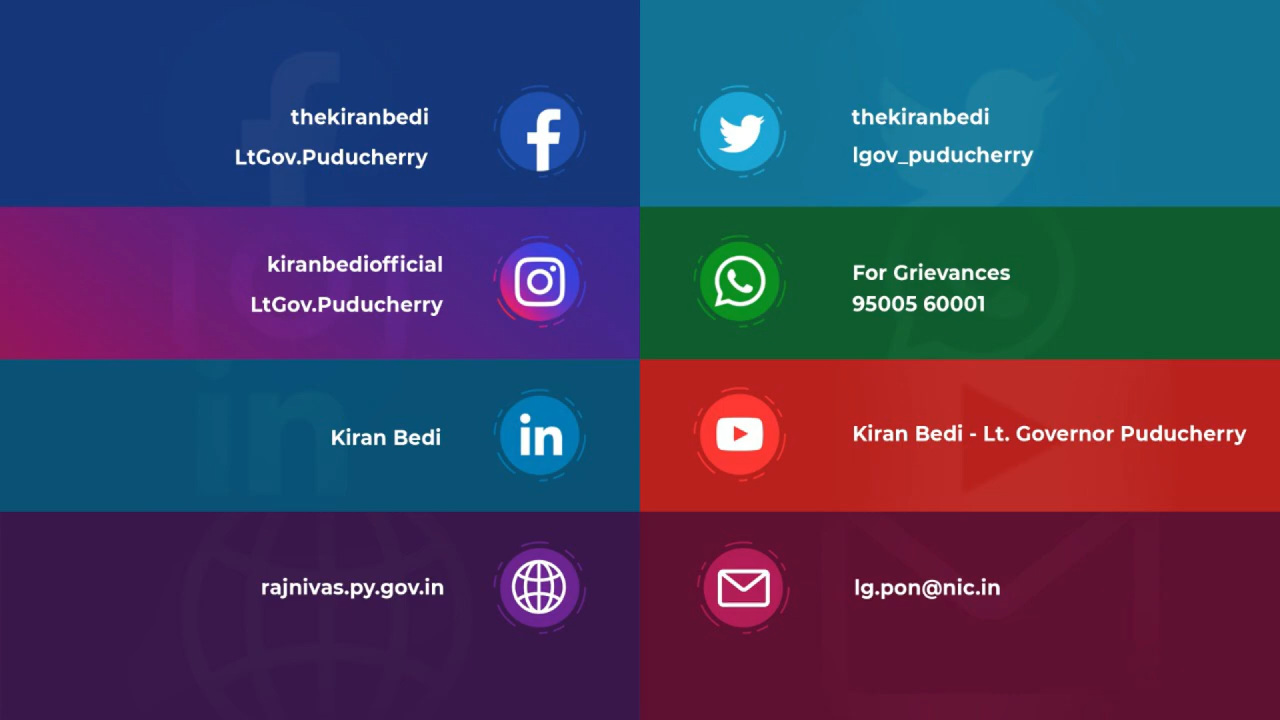 thekiranbedi
LtGov.Puducherry
thekiranbedi
lgov_puducherry
kiranbediofficial
LtGov.Puducherry
For Grievances
95005 60001
Kiran Bedi
Kiran Bedi - Lt. Governor Puducherry
rajnivas.py.gov.in
lg.pon@nic.in